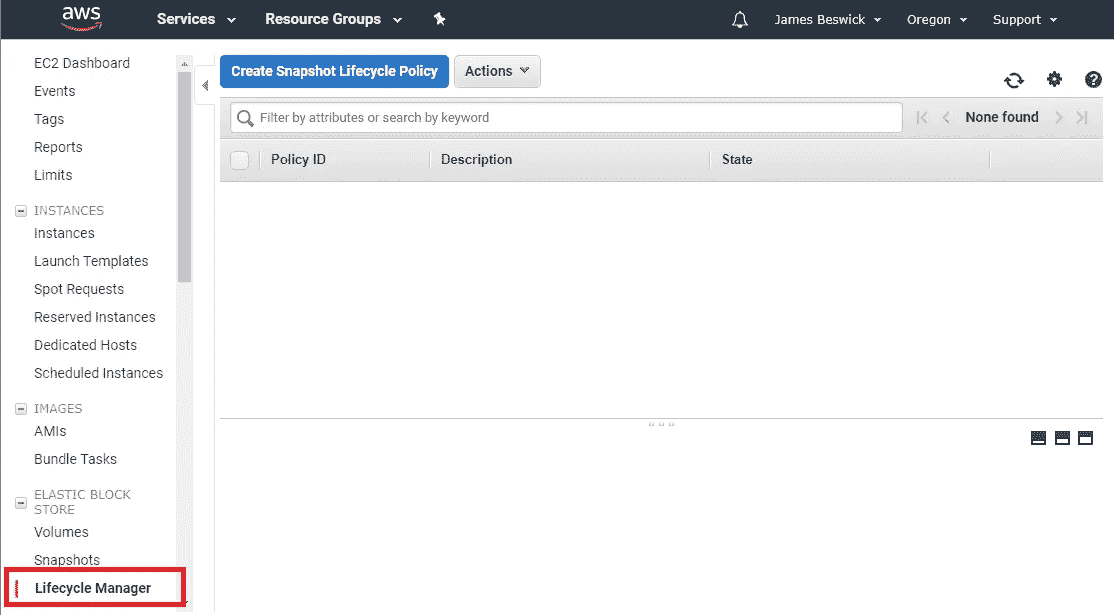 aws Services Resource Groups James Beswick Oregon Support
EC2 Dashboard
Events
Tags
Reports
Limits
INSTANCES
Instances
Launch Templates
Spot Requests
Reserved Instances
Dedicated Hosts
Scheduled Instances
IMAGES
AMIs
Bundle Tasks
ELASTIC BLOCK
STORE
Volumes
Snapshots
Lifecycle Manager
Create Snapshot Lifecycle Policy Actions
Filter by attributes or search by keyword None found
Policy ID Description State